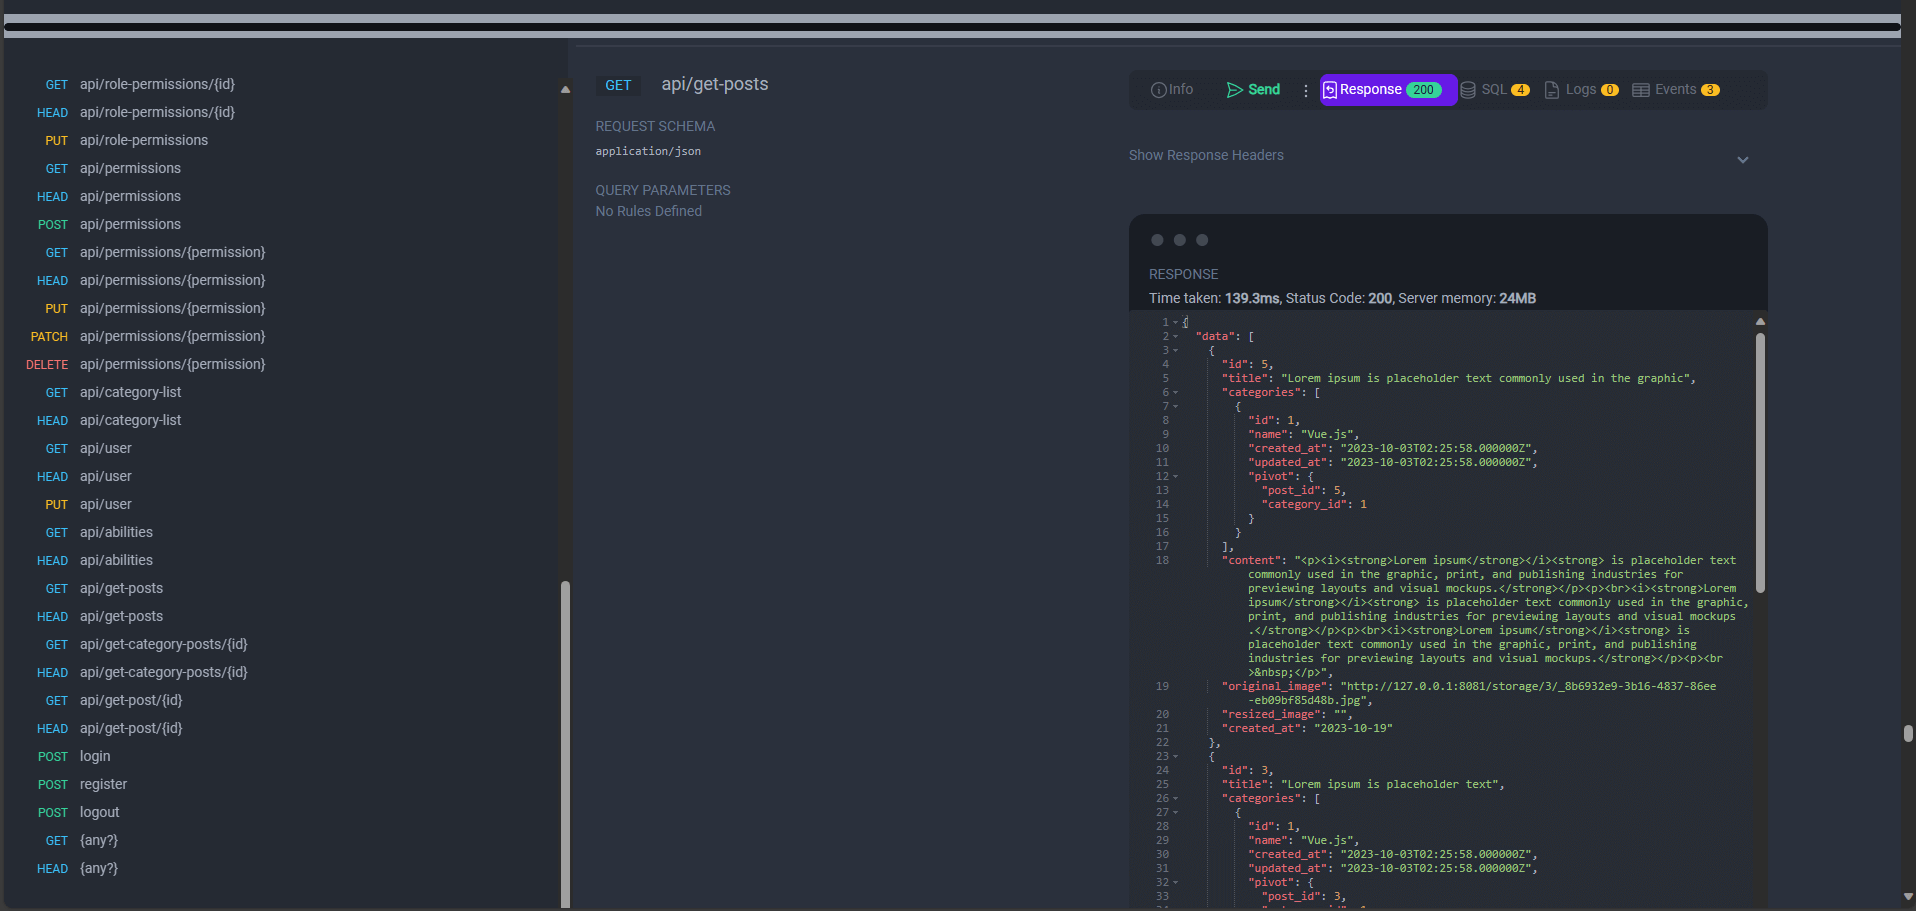 GET api/role-permissions/{id}
HEAD api/role-permissions/{id}
PUT api/role-permissions
GET api/permissions
HEAD api/permissions
POST api/permissions
GET api/permissions/{permission}
HEAD api/permissions/{permission}
PUT api/permissions/{permission}
PATCH api/permissions/{permission}
DELETE api/permissions/{permission}
GET api/category-list
HEAD api/category-list
GET api/user
HEAD api/user
PUT api/user
GET api/abilities
HEAD api/abilities
GET api/get-posts
HEAD api/get-posts
GET api/get-category-posts/{id}
HEAD api/get-category-posts/{id}
GET api/get-post/{id}
HEAD api/get-post/{id}
POST login
POST register
POST logout
GET {any?}
HEAD {any?}
GET api/get-posts
REQUEST SCHEMA
application/json
QUERY PARAMETERS
No Rules Defined
Info Send Response 200 SQL 4 Logs 0 Events 3
Show Response Headers
RESPONSE
Time taken: 139.3ms, Status Code: 200, Server memory: 24MB
1 {
2 "data": [
3 {
4 "id": 5,
5 "title": "Lorem ipsum is placeholder text commonly used in the graphic",
6 "categories": [
7 {
8 "id": 1,
9 "name": "Vue.js",
10 "created_at": "2023-10-03T02:25:58.000000Z",
11 "updated_at": "2023-10-03T02:25:58.000000Z",
12 "pivot": {
13 "post_id": 5,
14 "category_id": 1
15 }
16 }
17 ],
18 "content": "<p><i><strong>Lorem ipsum</strong></i><strong> is placeholder text
commonly used in the graphic, print, and publishing industries for
previewing layouts and visual mockups.</strong></p><p><br><i><strong>Lorem
ipsum</strong></i><strong> is placeholder text commonly used in the graphic,
print, and publishing industries for previewing layouts and visual mockups
.</strong></p><p><br><i><strong>Lorem ipsum</strong></i><strong> is
placeholder text commonly used in the graphic, print, and publishing
industries for previewing layouts and visual mockups.</strong></p><p><br
>&nbsp;</p>",
19 "original_image": "http://127.0.0.1:8081/storage/3/_8b6932e9-3b16-4837-86ee
-eb09bf85d48b.jpg",
20 "resized_image": "",
21 "created_at": "2023-10-19"
22 },
23 {
24 "id": 3,
25 "title": "Lorem ipsum is placeholder text",
26 "categories": [
27 {
28 "id": 1,
29 "name": "Vue.js",
30 "created_at": "2023-10-03T02:25:58.000000Z",
31 "updated_at": "2023-10-03T02:25:58.000000Z",
32 "pivot": {
33 "post_id": 3,